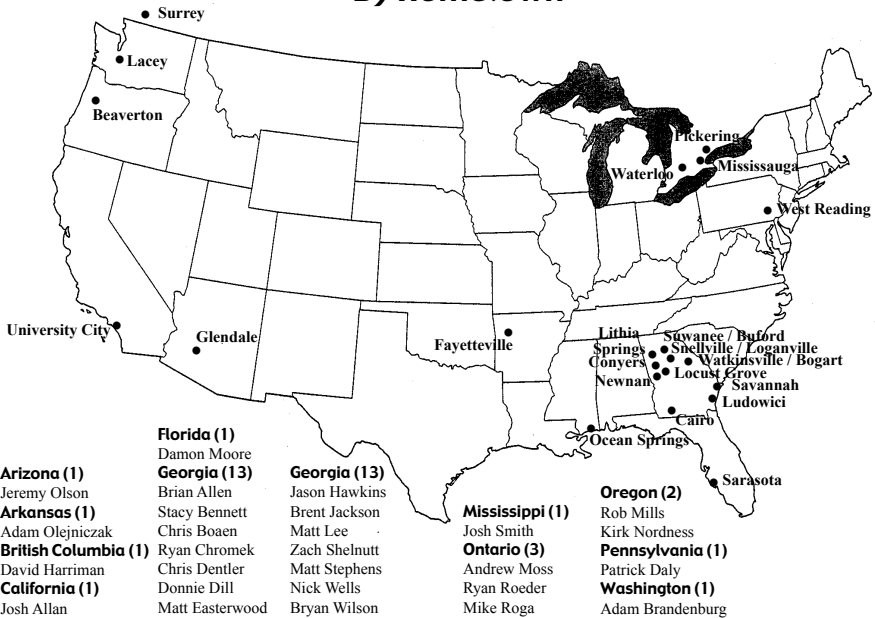 By Hometown
Surrey
Lacey
Beaverton
Pickering
Waterloo
Mississauga
West Reading
University City
Glendale
Fayetteville
Lithia
Springs
Suwanee / Buford
Snellville / Loganville
Conyers
Watkinsville / Bogart
Newnan
Locust Grove
Savannah
Ludowici
Cairo
Ocean Springs
Sarasota
Arizona (1)
Jeremy Olson
Arkansas (1)
Adam Olejniczak
British Columbia (1)
David Harriman
California (1)
Josh Allan
Florida (1)
Damon Moore
Georgia (13)
Brian Allen
Stacy Bennett
Chris Boaen
Ryan Chromek
Chris Dentler
Donnie Dill
Matt Easterwood
Georgia (13)
Jason Hawkins
Brent Jackson
Matt Lee
Zach Shelnutt
Matt Stephens
Nick Wells
Bryan Wilson
Mississippi (1)
Josh Smith
Ontario (3)
Andrew Moss
Ryan Roeder
Mike Roga
Oregon (2)
Rob Mills
Kirk Nordness
Pennsylvania (1)
Patrick Daly
Washington (1)
Adam Brandenburg